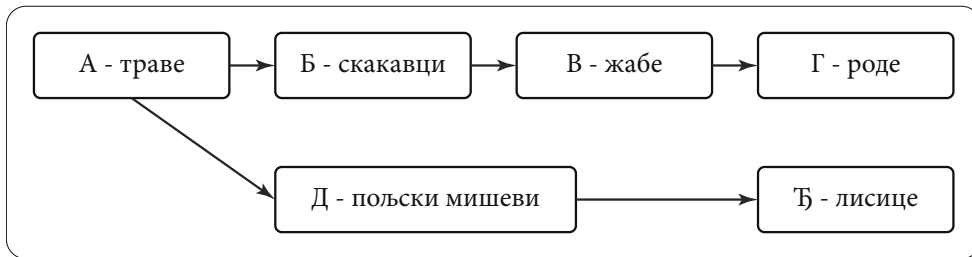 А - траве
Б - скакавци
В - жабе
Г - роде
Д - пољски мишеви
Ђ - лисице